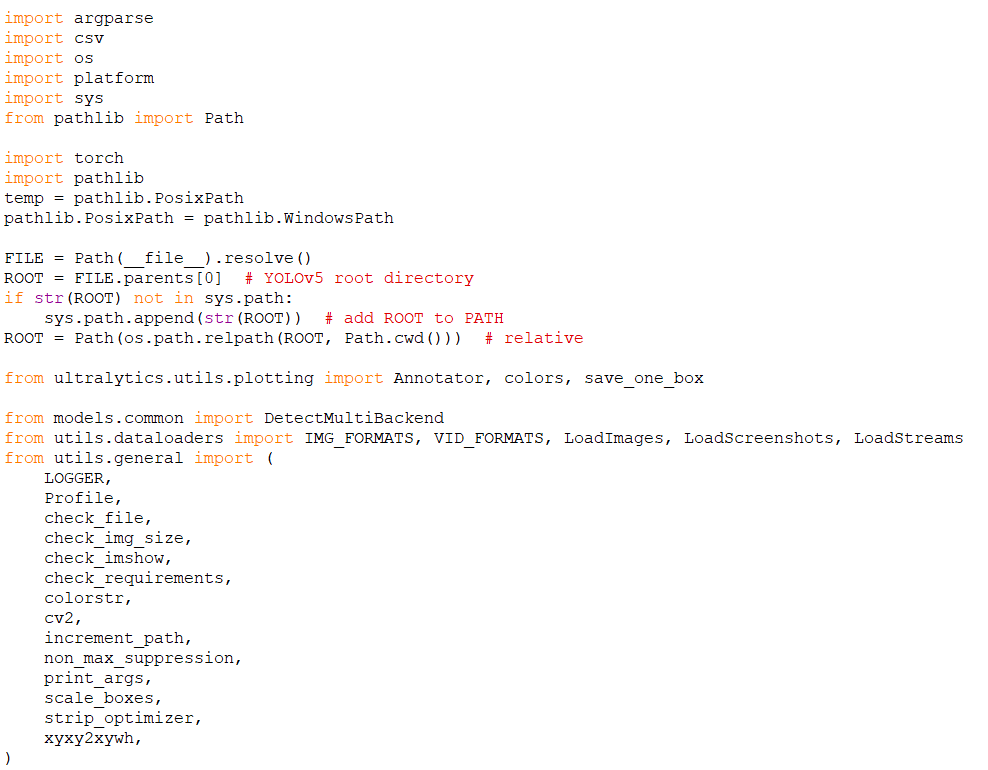 import argparse
import csv
import os
import platform
import sys
from pathlib import Path

import torch
import pathlib
temp = pathlib.PosixPath
pathlib.PosixPath = pathlib.WindowsPath

FILE = Path(__file__).resolve()
ROOT = FILE.parents[0]  # YOLOv5 root directory
if str(ROOT) not in sys.path:
    sys.path.append(str(ROOT))  # add ROOT to PATH
ROOT = Path(os.path.relpath(ROOT, Path.cwd()))  # relative

from ultralytics.utils.plotting import Annotator, colors, save_one_box

from models.common import DetectMultiBackend
from utils.dataloaders import IMG_FORMATS, VID_FORMATS, LoadImages, LoadScreenshots, LoadStreams
from utils.general import (
    LOGGER,
    Profile,
    check_file,
    check_img_size,
    check_imshow,
    check_requirements,
    colorstr,
    cv2,
    increment_path,
    non_max_suppression,
    print_args,
    scale_boxes,
    strip_optimizer,
    xyxy2xywh,
)